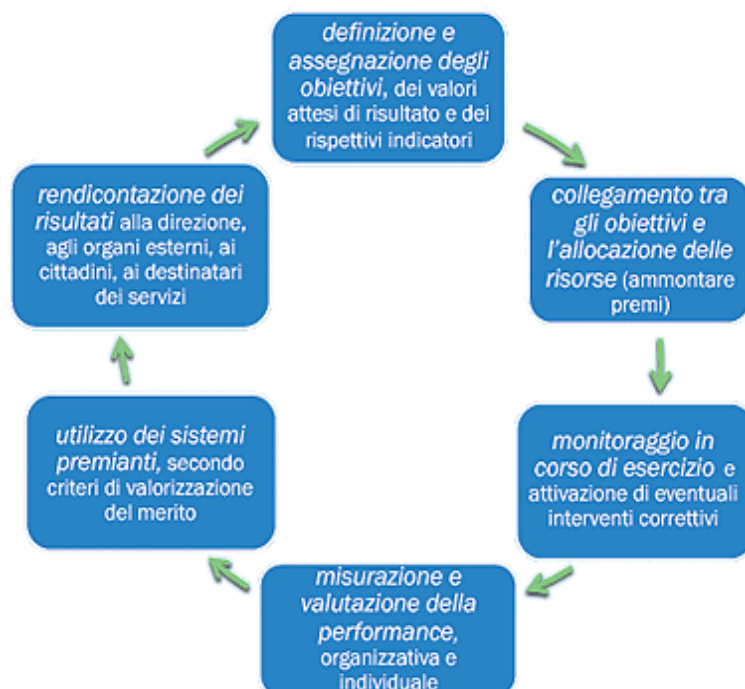 definizione e
assegnazione degli
obiettivi, dei valori
attesi di risultato e dei
rispettivi indicatori
collegamento tra
gli obiettivi e
l'allocazione delle
risorse (ammontare
premi)
monitoraggio in
corso di esercizio e
attivazione di eventuali
interventi correttivi
misurazione e
valutazione della
performance,
organizzativa e
individuale
utilizzo dei sistemi
premianti, secondo
criteri di valorizzazione
del merito
rendicontazione dei
risultati alla direzione,
agli organi esterni, ai
cittadini, ai destinatari
dei servizi